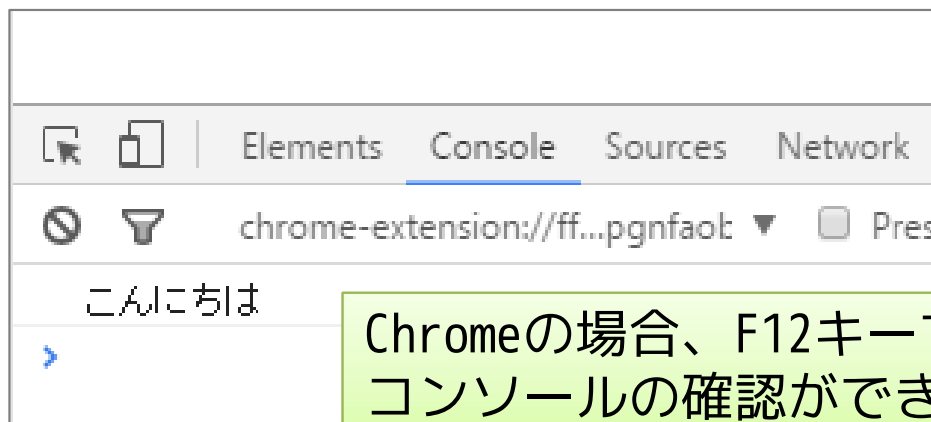 Elements Console Sources Network
chrome-extension://ff...pgnfaob ▼ Pres
こんにちは
Chromeの場合、F12キー
コンソールの確認ができ